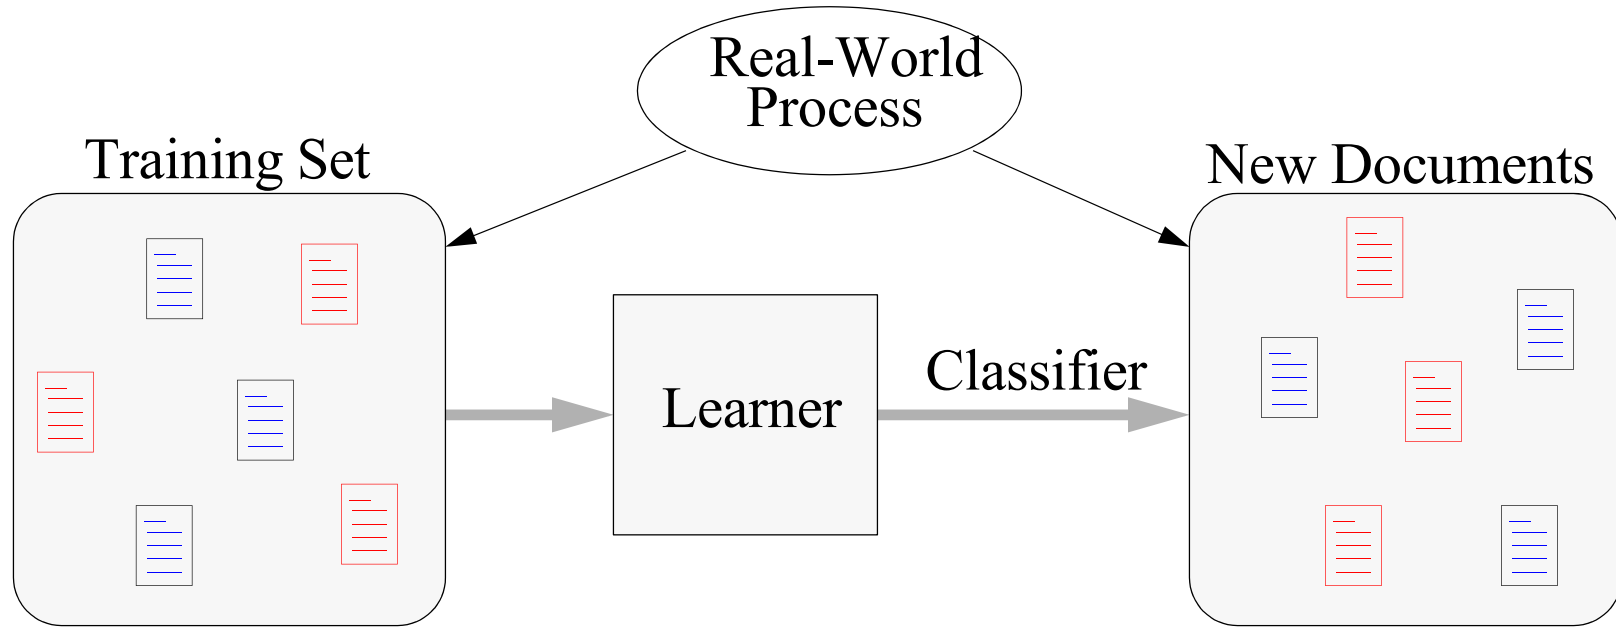 Real-World
Process
Training Set
New Documents
Learner
Classifier